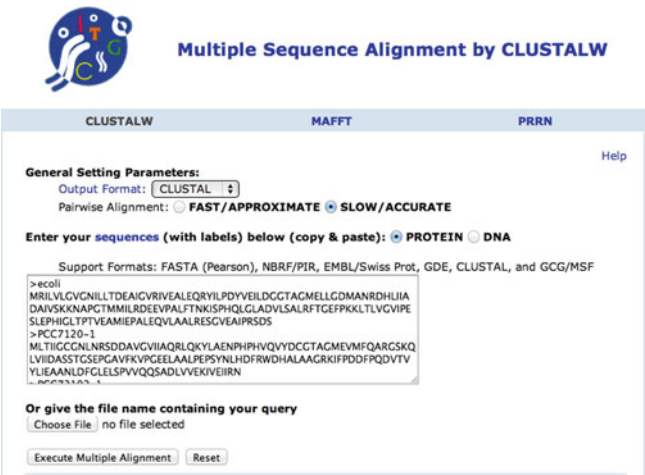 I T G C
Multiple Sequence Alignment by CLUSTALW
CLUSTALW MAFFT PRRN
Help
General Setting Parameters:
Output Format: CLUSTAL
Pairwise Alignment: FAST/APPROXIMATE SLOW/ACCURATE
Enter your sequences (with labels) below (copy & paste): PROTEIN DNA
Support Formats: FASTA (Pearson), NBRF/PIR, EMBL/Swiss Prot, GDE, CLUSTAL, and GCG/MSF
>ecoli
MRILVLGVGNILLTDEAIGVRIVEALEQRYILPDYVEILDGGTAGMELLGDMANRDHLIIA
DAIVSKKNAPGTMMILRDEEVPALFTNKISPHQLGLADVLSALRFTGEFPKKLTLVGVIPE
SLEPHIGLTPTVEAMIEPALEQVLAALRESGVEAIPRSDS
>PCC7120-1
MLTIIGCGNLNRSDDAVGVIIAQRLQKYLAENPHPHVQVYDCGTAGMEVMFQARGSKQ
LVIIDASSTGSEPGAVFKVPGEELAALPEPSYNLHDFRWDHALAAGRKIFPDDFPQDVTV
YLIEAANLDFGLELSPVVQQSADLVVEKIVEIIRN
Or give the file name containing your query
Choose File no file selected
Execute Multiple Alignment Reset